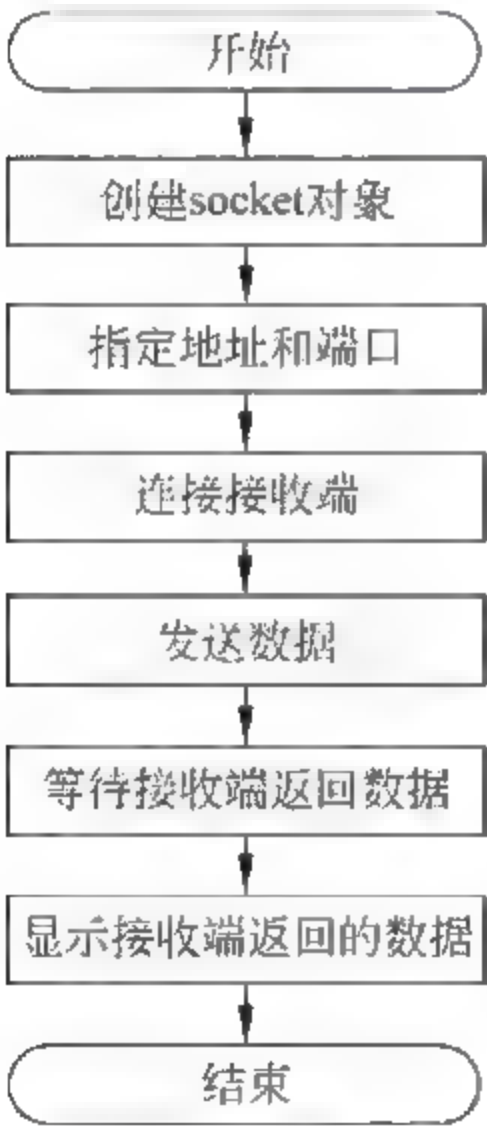 开始
创建socket对象
指定地址和端口
连接接收端
发送数据
等待接收端返回数据
显示接收端返回的数据
结束